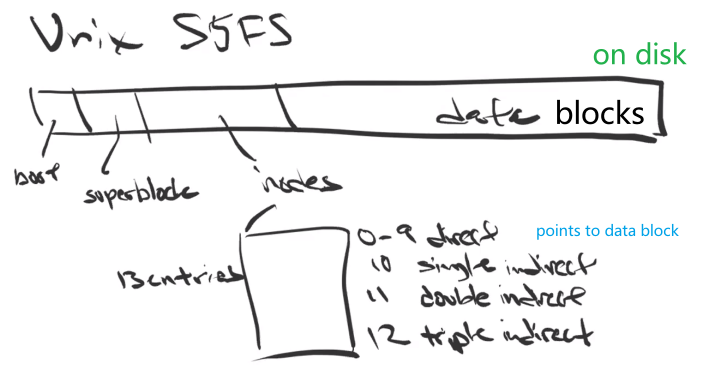 Unix S5FS
on disk
data blocks
boot
superblock
inodes
0-9 direct points to data block
13 entries
10 single indirect
11 double indirect
12 triple indirect